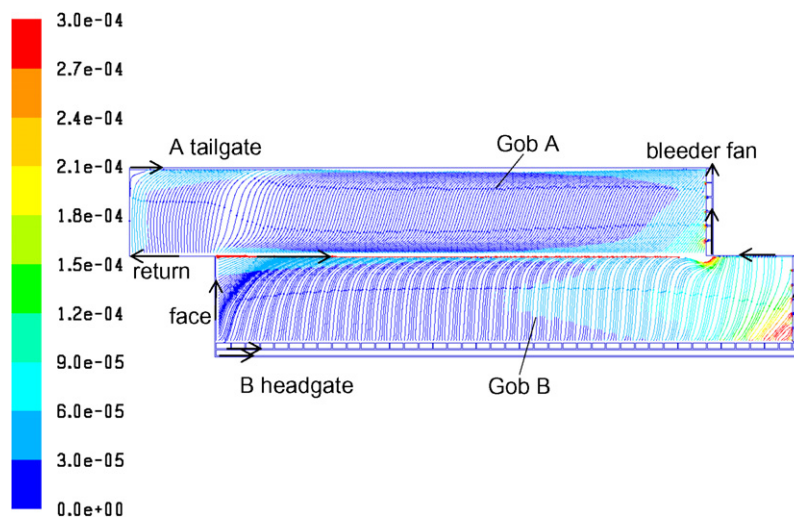 3.0e-04
2.7e-04
2.4e-04
2.1e-04
1.8e-04
1.5e-04
1.2e-04
9.0e-05
6.0e-05
3.0e-05
0.0e+00
A tailgate
Gob A
bleeder fan
return
face
B headgate
Gob B